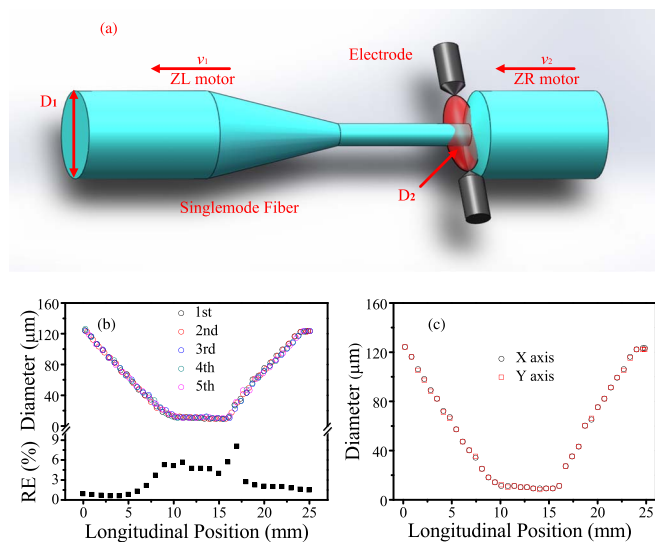 (a)
Electrode
v₁
ZL motor
v₂
ZR motor
D₁
D₂
Singlemode Fiber
(b)
1st
2nd
3rd
4th
5th
160
120
80
40
0
Diameter (μm)
9
6
3
0
RE (%)
0 5 10 15 20 25
Longitudinal Position (mm)
(c)
X axis
Y axis
160
120
80
40
0
Diameter (μm)
0 5 10 15 20 25
Longitudinal Position (mm)